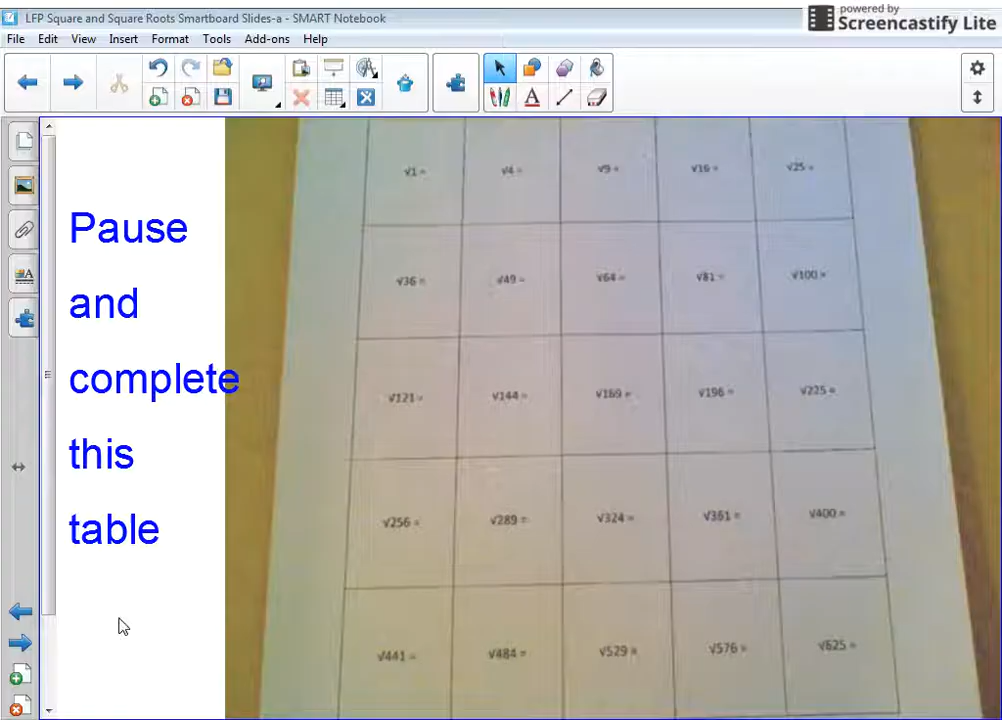 LFP Square and Square Roots Smartboard Slides-a - SMART Notebook
powered by
Screencastify Lite
File Edit View Insert Format Tools Add-ons Help
Pause
and
complete
this
table
√1 = √4 = √9 = √16 = √25 =
√36 = √49 = √64 = √81 = √100 =
√121 = √144 = √169 = √196 = √225 =
√256 = √289 = √324 = √361 = √400 =
√441 = √484 = √529 = √576 = √625 =